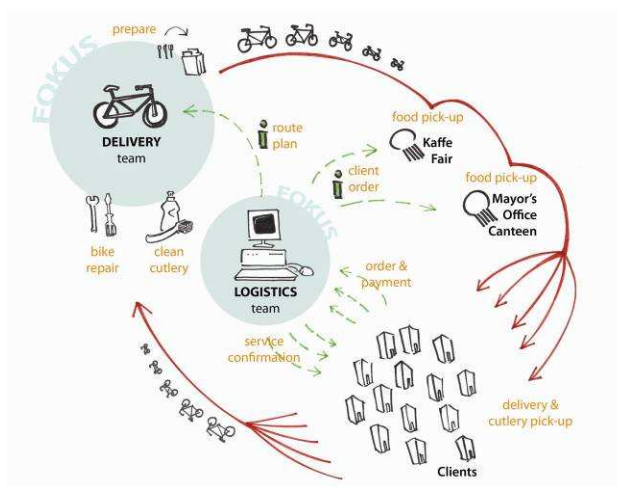 prepare
FOKUS
DELIVERY
team
route
plan
food pick-up
Kaffe
Fair
client
order
food pick-up
Mayor's
Office
Canteen
bike
repair
clean
cutlery
FOKUS
LOGISTICS
team
order &
payment
service
confirmation
delivery &
cutlery pick-up
Clients